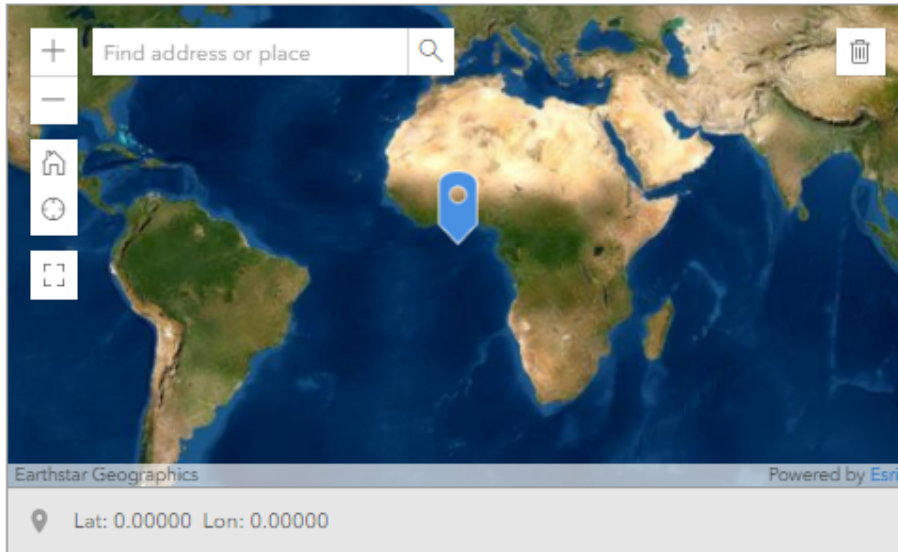 Find address or place
Earthstar Geographics
Powered by Esri
Lat: 0.00000 Lon: 0.00000